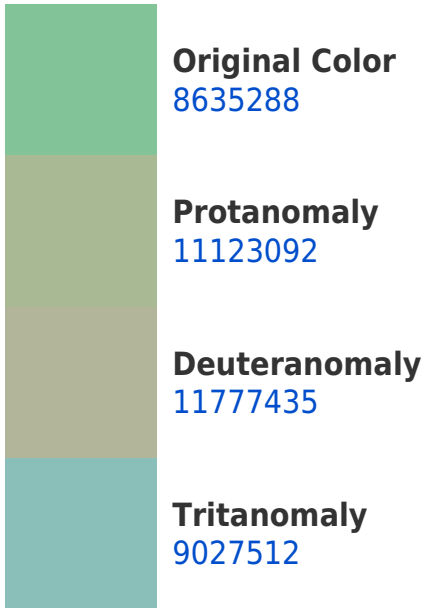 Original Color
8635288
Protanomaly
11123092
Deuteranomaly
11777435
Tritanomaly
9027512